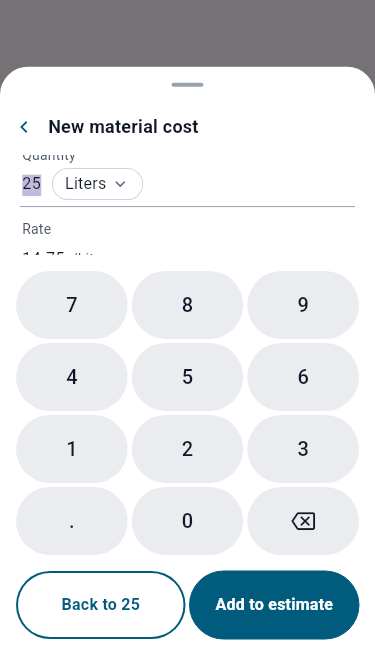 New material cost
Quantity
25 Liters
Rate
7 8 9
4 5 6
1 2 3
. 0
Back to 25 Add to estimate